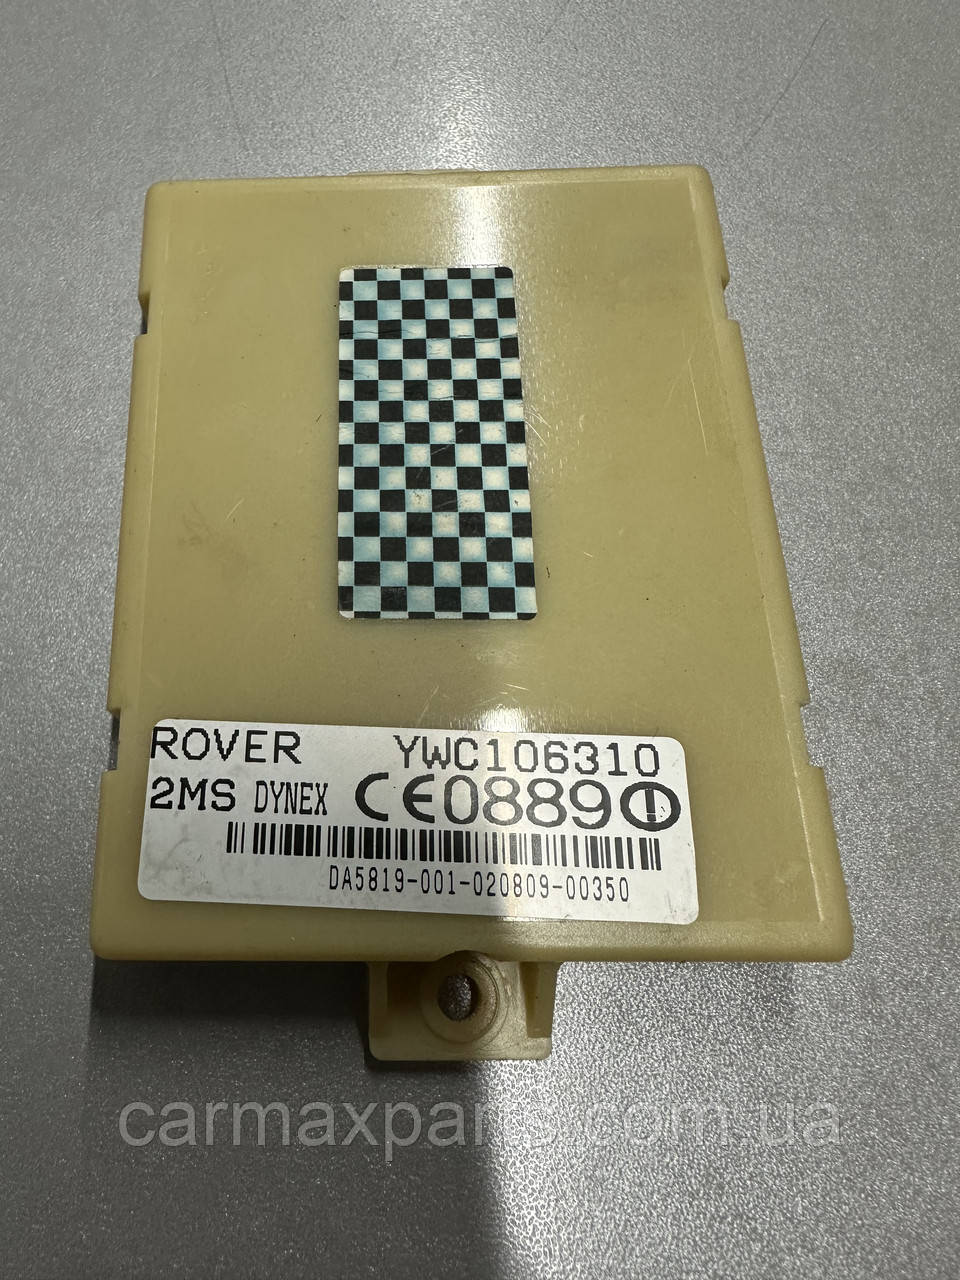 ROVER YWC106310
2MS DYNEX CE0889
DA5819-001-020809-00350
carmaxparts.com.ua